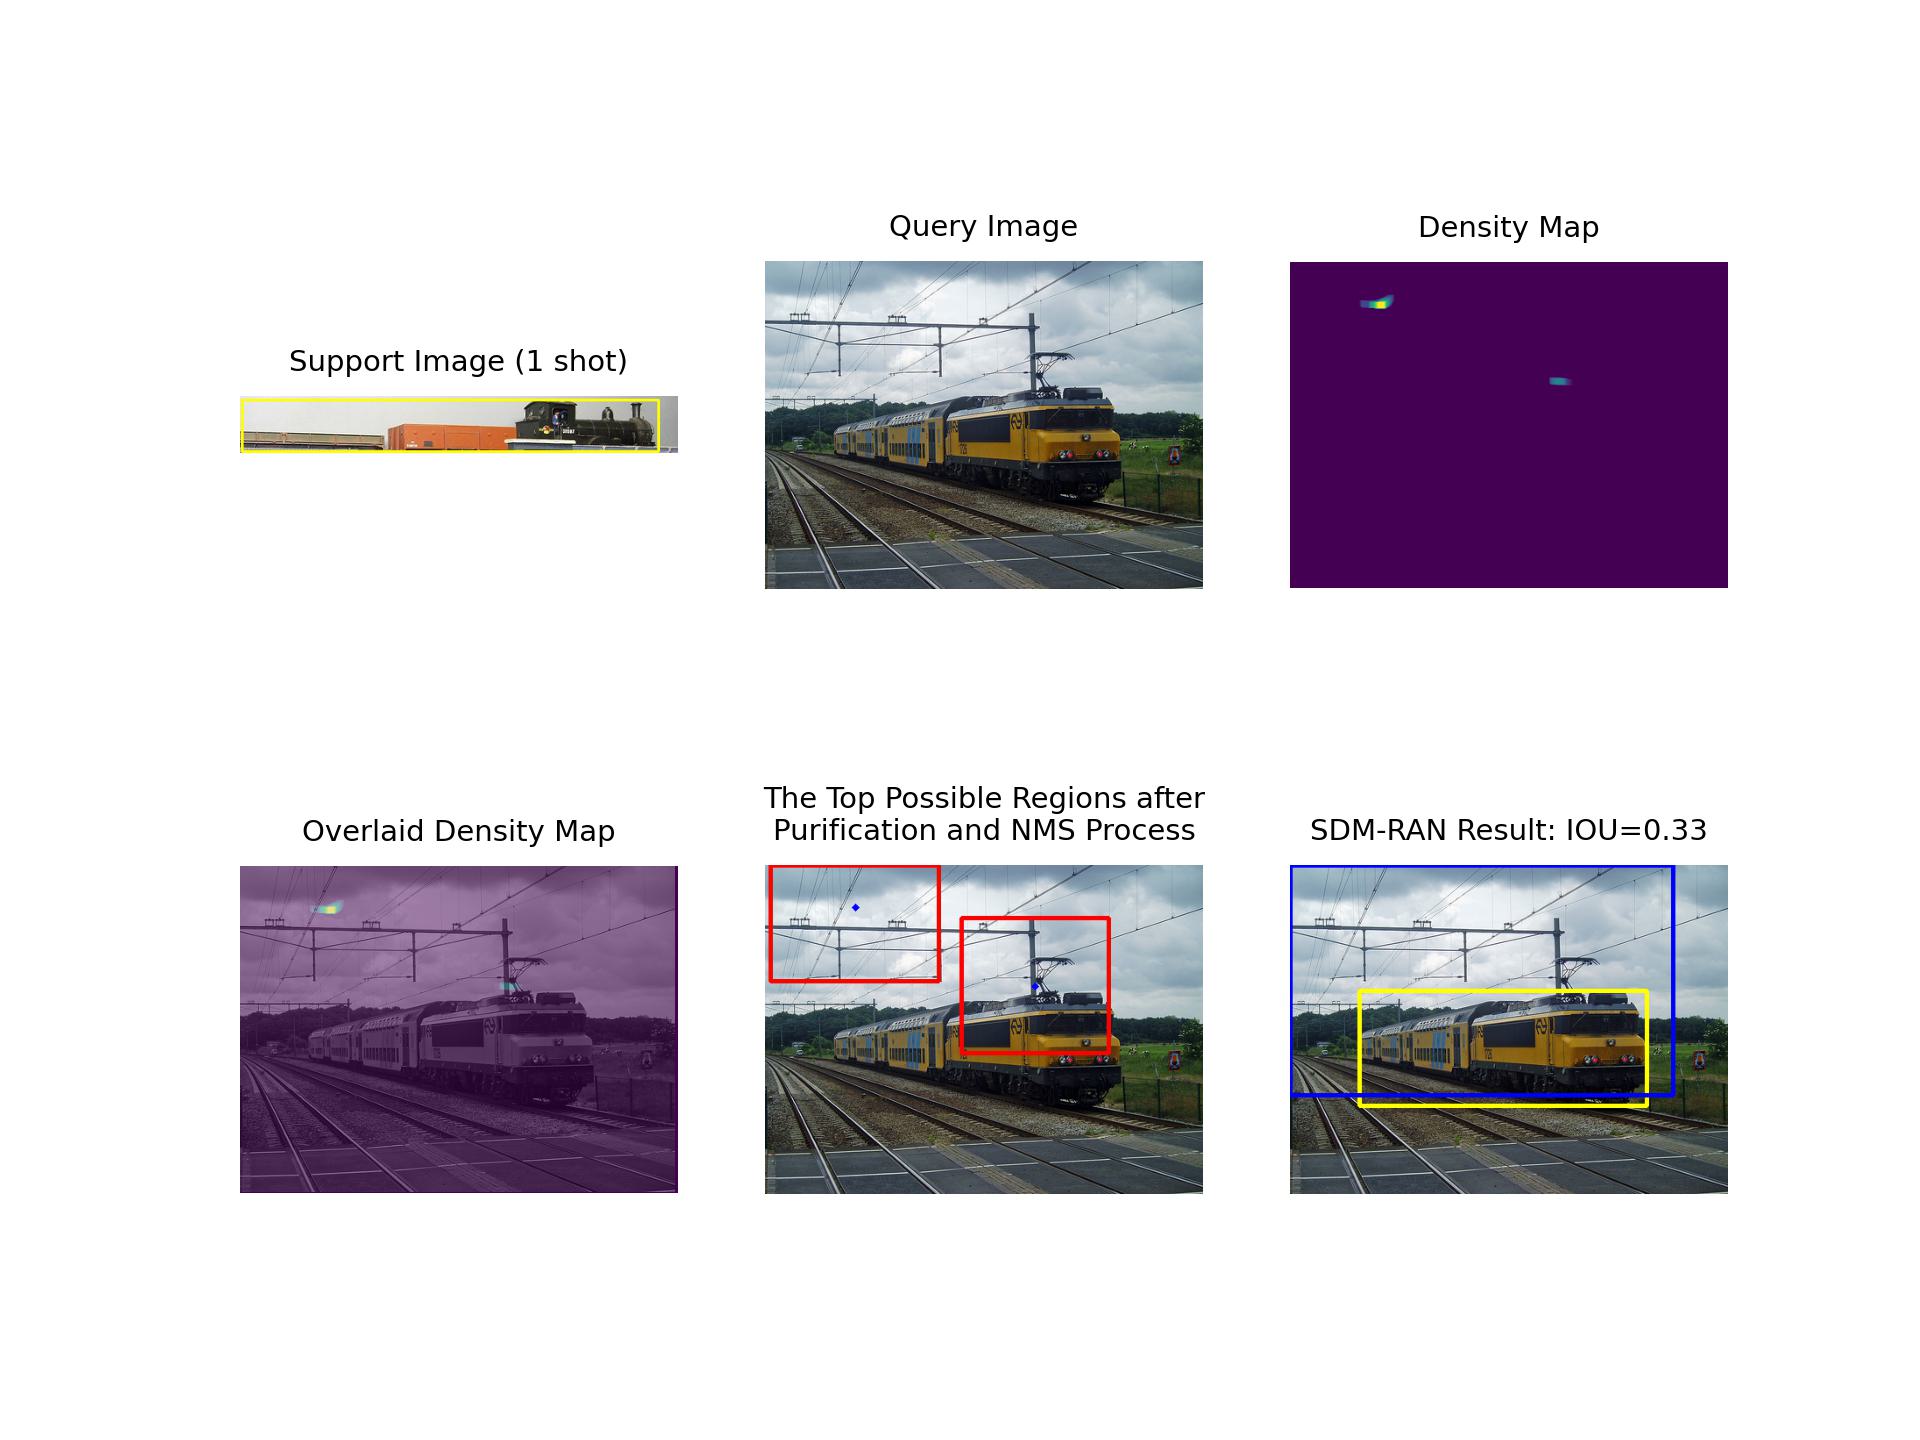 Query Image
Density Map
Support Image (1 shot)
The Top Possible Regions after
Purification and NMS Process
Overlaid Density Map
SDM-RAN Result: IOU=0.33